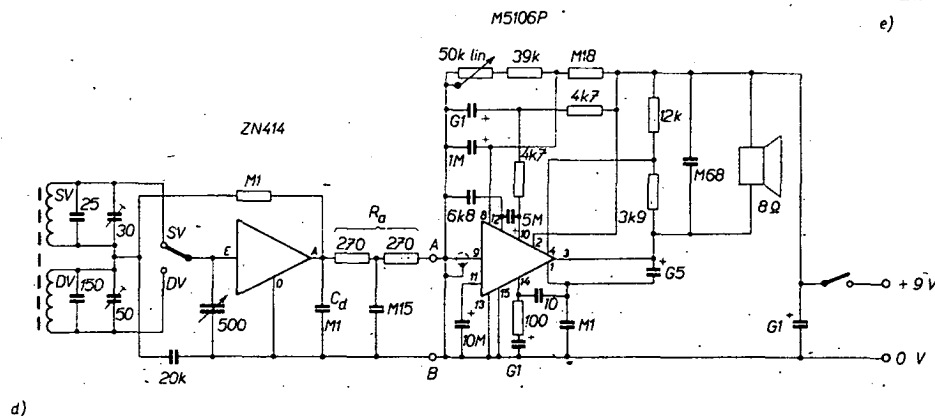 M5106P
e)
50k lin
39k
M18
4k7
12k
G1
+
ZN414
1M
+
4k7
M68
SV
25
30
M1
Ra
270
270
A
6k8
8
12
5M
+
10
2
4
3
1
3k9
8Ω
SV
E
A
9
11
DV
150
50
DV
500
0
Cd
M1
M15
13
15
14
10
100
M1
+
G5
+
10M
+
+9V
+
G1
+
G1
20k
B
0 V
d)